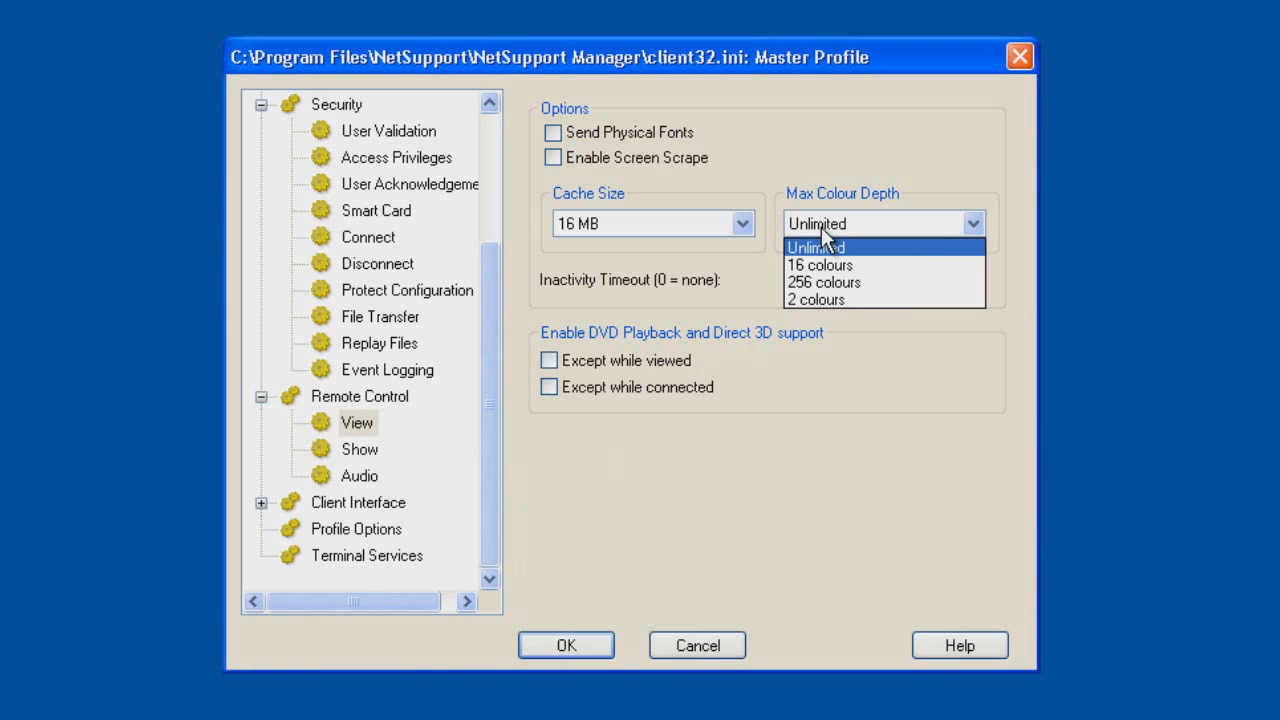 C:\Program Files\NetSupport\NetSupport Manager\client32.ini: Master Profile
Security
User Validation
Access Privileges
User Acknowledgeme
Smart Card
Connect
Disconnect
Protect Configuration
File Transfer
Replay Files
Event Logging
Remote Control
View
Show
Audio
Client Interface
Profile Options
Terminal Services
Options
Send Physical Fonts
Enable Screen Scrape
Cache Size
16 MB
Max Colour Depth
Unlimited
Unlimited
16 colours
256 colours
2 colours
Inactivity Timeout (0 = none):
Enable DVD Playback and Direct 3D support
Except while viewed
Except while connected
OK
Cancel
Help